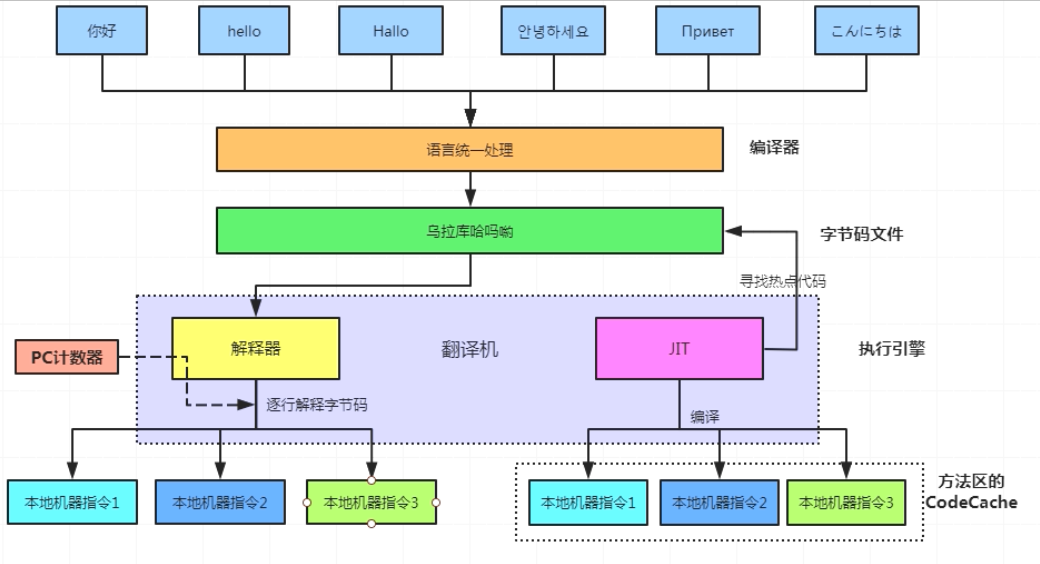 你好
hello
Hallo
안녕하세요
Привет
こんにちは
语言统一处理
编译器
乌拉库哈吗呦
字节码文件
寻找热点代码
解释器
翻译机
JIT
执行引擎
PC计数器
逐行解释字节码
编译
本地机器指令1
本地机器指令2
本地机器指令3
本地机器指令1
本地机器指令2
本地机器指令3
方法区的
CodeCache